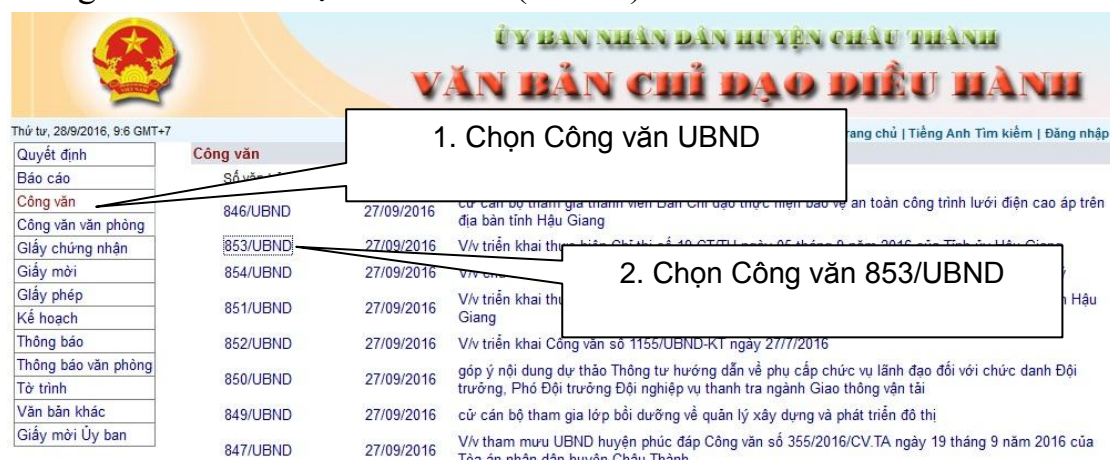 ỦY BAN NHÂN DÂN HUYỆN CHÂU THÀNH
VĂN BẢN CHỈ ĐẠO ĐIỀU HÀNH
Thứ tư, 28/9/2016, 9:6 GMT+7
rang chủ | Tiếng Anh Tìm kiếm | Đăng nhập
1. Chọn Công văn UBND
2. Chọn Công văn 853/UBND
Quyết định
Báo cáo
Công văn
Công văn văn phòng
Giấy chứng nhận
Giấy mời
Giấy phép
Kế hoạch
Thông báo
Thông báo văn phòng
Tờ trình
Văn bản khác
Giấy mời Ủy ban
Công văn
846/UBND 27/09/2016 cử cán bộ tham gia thành viên Ban Chỉ đạo thực hiện bảo vệ an toàn công trình lưới điện cao áp trên
địa bàn tỉnh Hậu Giang
853/UBND 27/09/2016 V/v triển khai thực hiện Chỉ thị số 19-CT/TU ngày 05 tháng 9 năm 2016 của Tỉnh ủy Hậu Giang
854/UBND 27/09/2016 V/v
851/UBND 27/09/2016 V/v triển khai Hậu
Giang
852/UBND 27/09/2016 V/v triển khai Công văn số 1155/UBND-KT ngày 27/7/2016
850/UBND 27/09/2016 góp ý nội dung dự thảo Thông tư hướng dẫn về phụ cấp chức vụ lãnh đạo đối với chức danh Đội
trưởng, Phó Đội trưởng Đội nghiệp vụ thanh tra ngành Giao thông vận tải
849/UBND 27/09/2016 cử cán bộ tham gia lớp bồi dưỡng về quản lý xây dựng và phát triển đô thị
847/UBND 27/09/2016 V/v tham mưu UBND huyện phúc đáp Công văn số 355/2016/CV.TA ngày 19 tháng 9 năm 2016 của
Tòa án nhân dân huyện Châu Thành